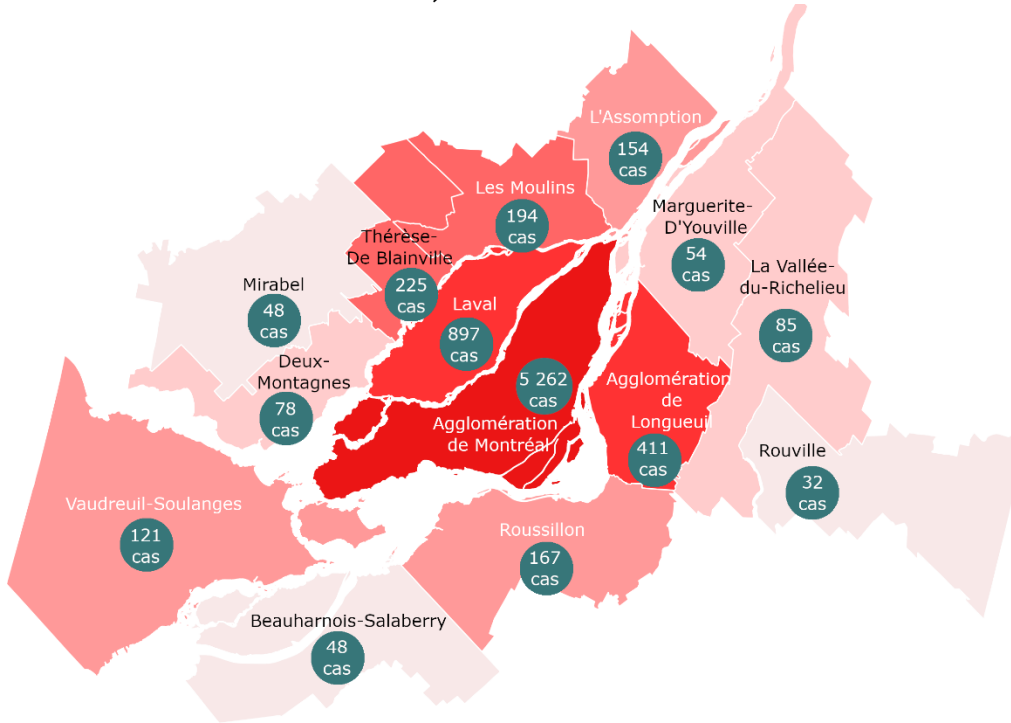 L'Assomption
154
cas
Les Moulins
194
cas
Marguerite-
D'Youville
54
cas
Thérèse-
De Blainville
225
cas
La Vallée-
du-Richelieu
85
cas
Mirabel
48
cas
Laval
897
cas
Deux-
Montagnes
78
cas
5 262
cas
Agglomération
de Montréal
Agglomération
de
Longueuil
411
cas
Rouville
32
cas
Vaudreuil-Soulanges
121
cas
Roussillon
167
cas
Beauharnois-Salaberry
48
cas